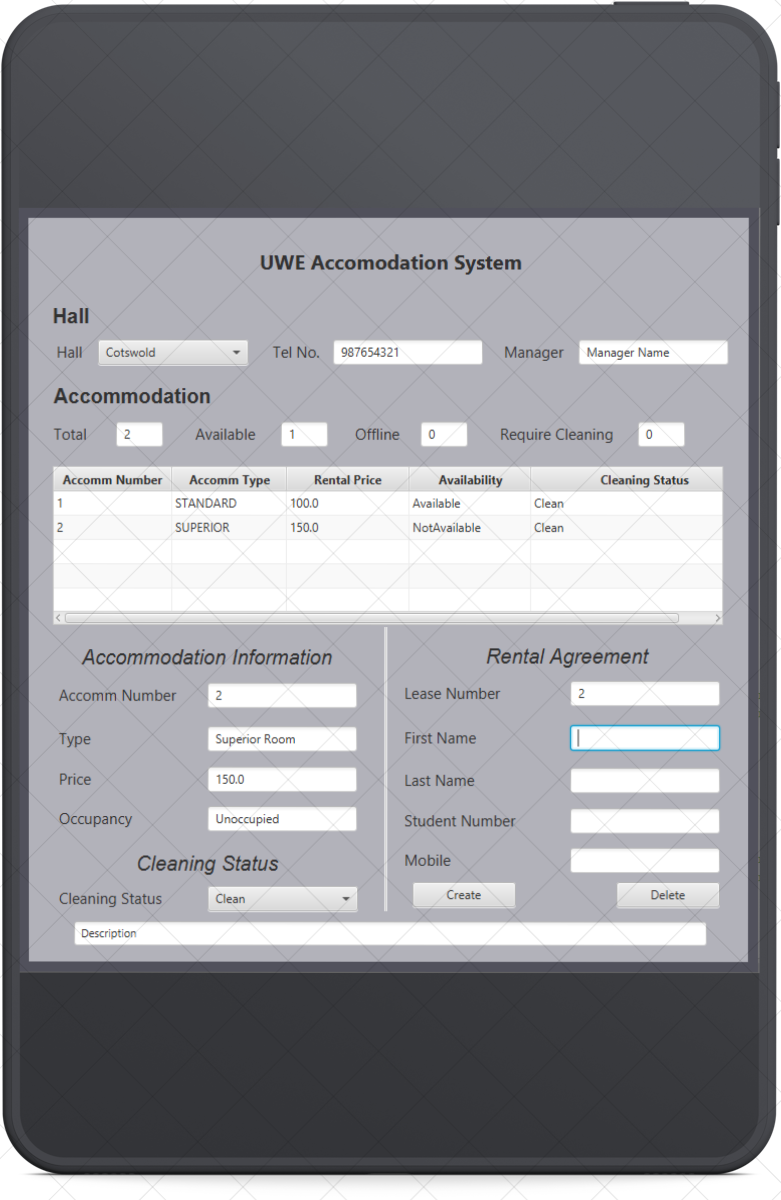 UWE Accomodation System
Hall
Hall Cotswold Tel No. 987654321 Manager Manager Name
Accommodation
Total 2 Available 1 Offline 0 Require Cleaning 0
Accomm Number Accomm Type Rental Price Availability Cleaning Status
1 STANDARD 100.0 Available Clean
2 SUPERIOR 150.0 NotAvailable Clean
Accommodation Information
Accomm Number 2
Type Superior Room
Price 150.0
Occupancy Unoccupied
Cleaning Status
Cleaning Status Clean
Rental Agreement
Lease Number 2
First Name
Last Name
Student Number
Mobile
Create Delete
Description